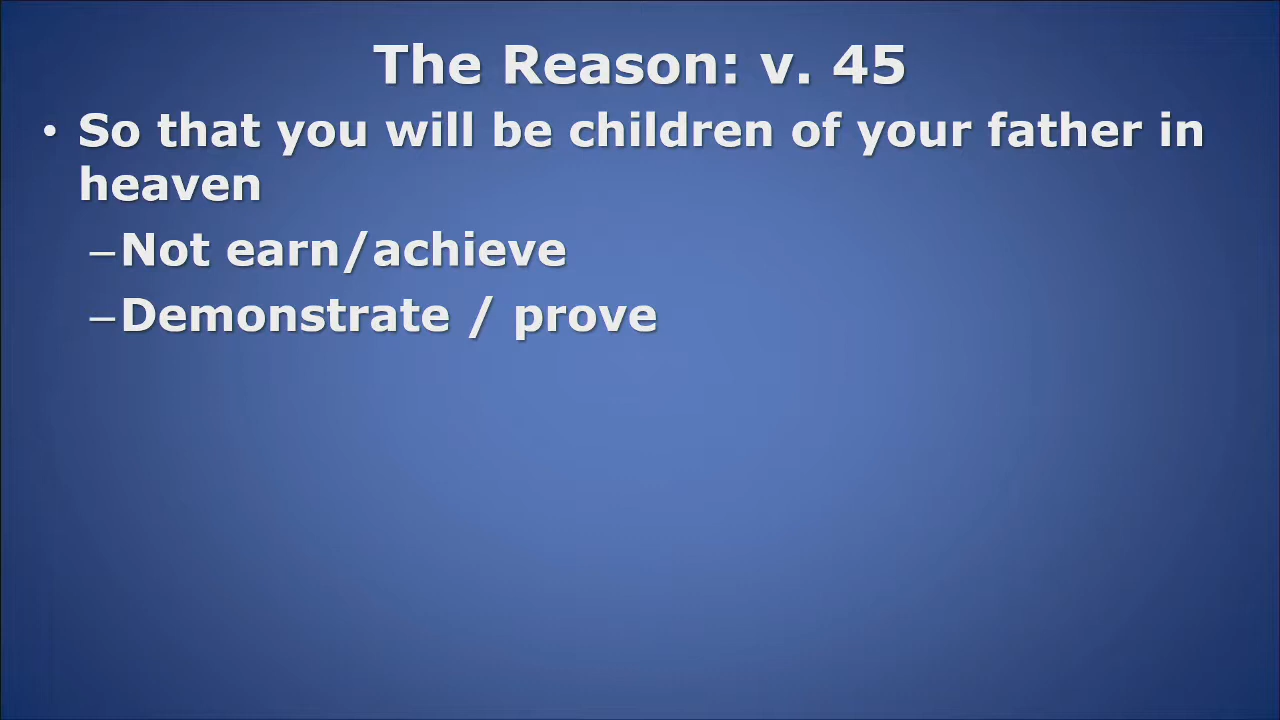 The Reason: v. 45
• So that you will be children of your father in
heaven
–Not earn/achieve
–Demonstrate / prove